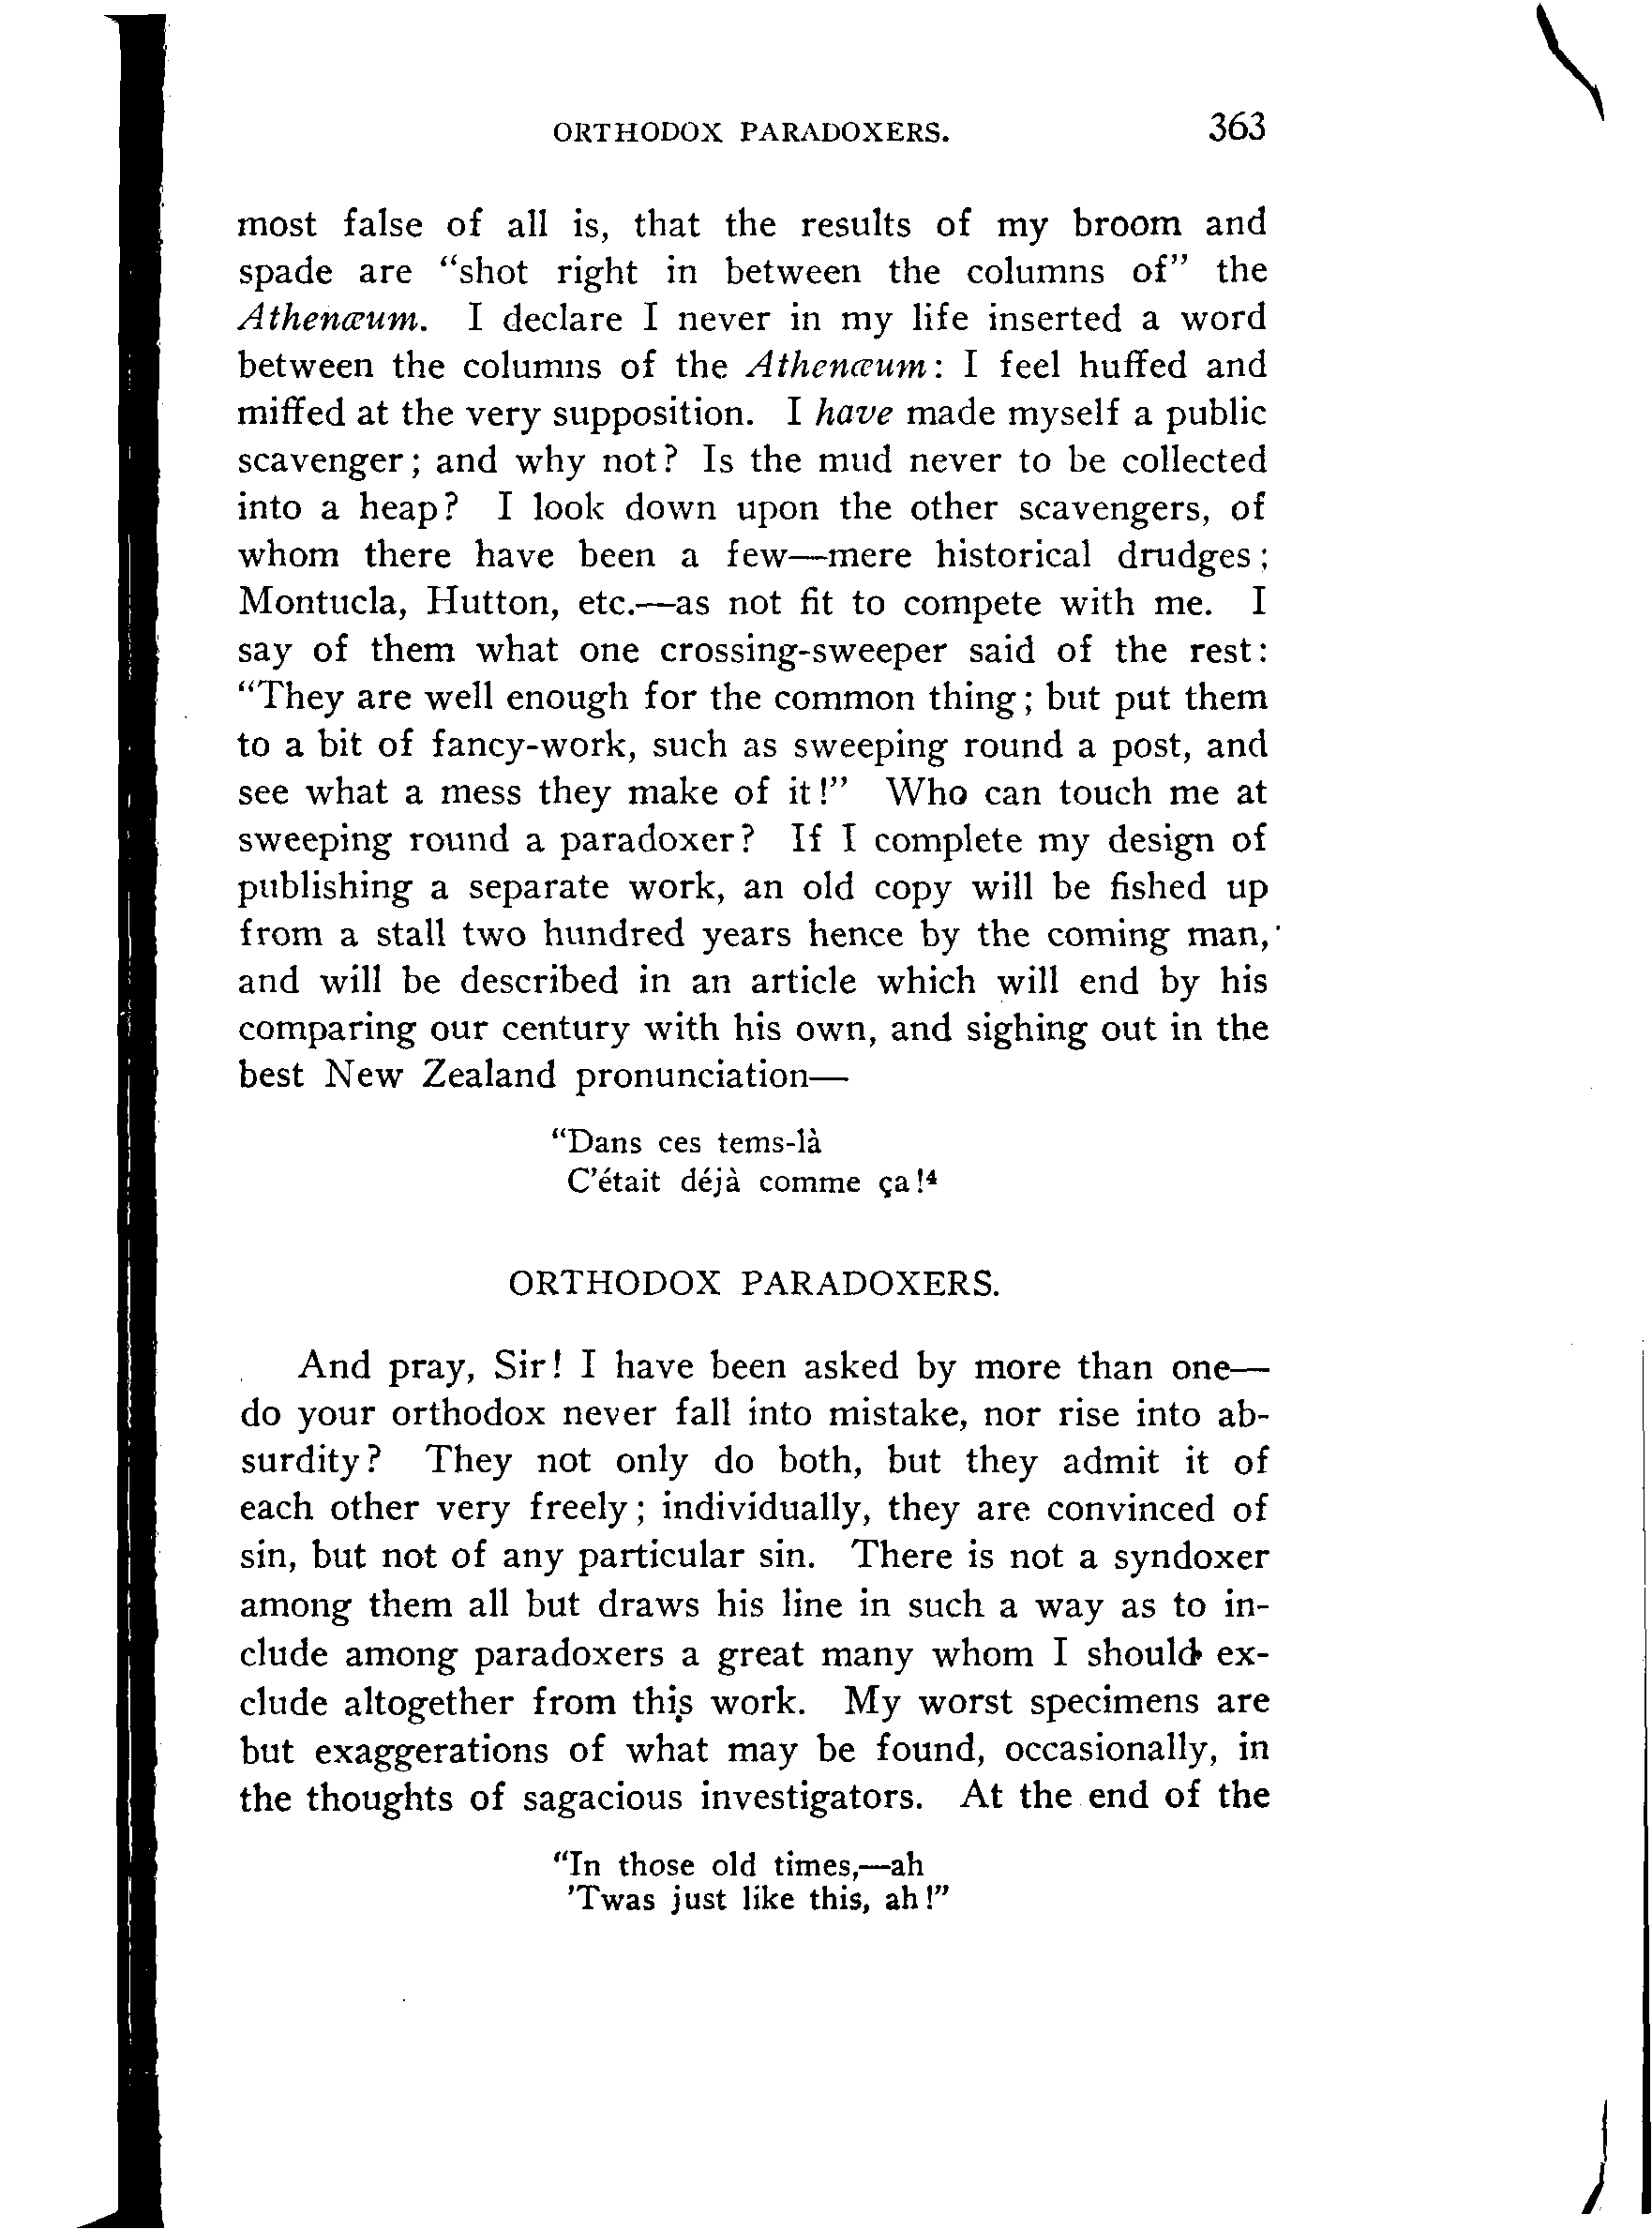 ORTHODOX PARADOXERS. 363
most false of all is, that the results of my broom and
spade are "shot right in between the columns of" the
Athenæum. I declare I never in my life inserted a word
between the columns of the Athenæum: I feel huffed and
miffed at the very supposition. I have made myself a public
scavenger; and why not? Is the mud never to be collected
into a heap? I look down upon the other scavengers, of
whom there have been a few—mere historical drudges;
Montucla, Hutton, etc.—as not fit to compete with me. I
say of them what one crossing-sweeper said of the rest:
"They are well enough for the common thing; but put them
to a bit of fancy-work, such as sweeping round a post, and
see what a mess they make of it!" Who can touch me at
sweeping round a paradoxer? If I complete my design of
publishing a separate work, an old copy will be fished up
from a stall two hundred years hence by the coming man,
and will be described in an article which will end by his
comparing our century with his own, and sighing out in the
best New Zealand pronunciation—
"Dans ces tems-là
C'était déjà comme ça!⁴
ORTHODOX PARADOXERS.
And pray, Sir! I have been asked by more than one—
do your orthodox never fall into mistake, nor rise into ab-
surdity? They not only do both, but they admit it of
each other very freely; individually, they are convinced of
sin, but not of any particular sin. There is not a syndoxer
among them all but draws his line in such a way as to in-
clude among paradoxers a great many whom I should ex-
clude altogether from this work. My worst specimens are
but exaggerations of what may be found, occasionally, in
the thoughts of sagacious investigators. At the end of the
"In those old times,—ah
'Twas just like this, ah!"